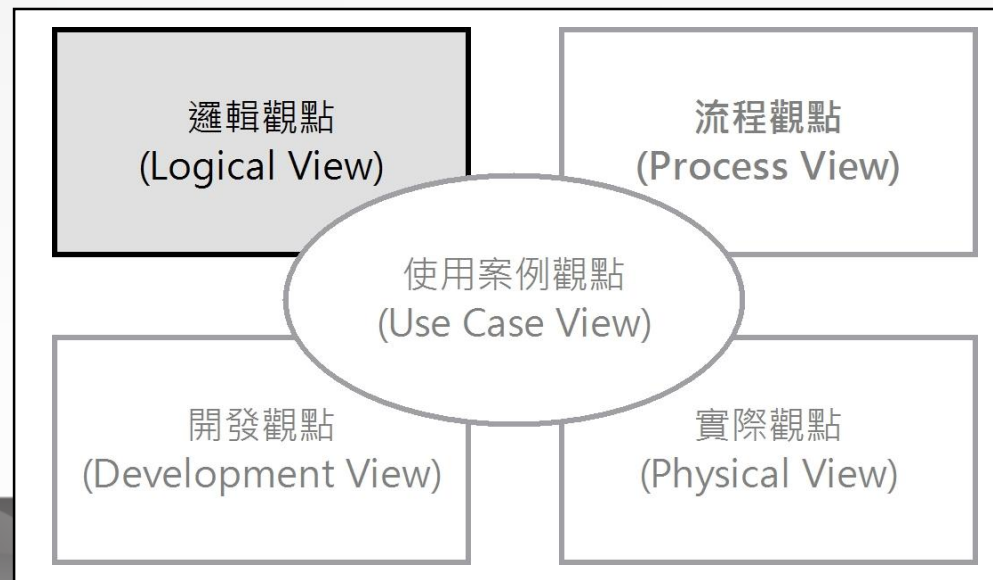 邏輯觀點
(Logical View)
流程觀點
(Process View)
使用案例觀點
(Use Case View)
開發觀點
(Development View)
實際觀點
(Physical View)